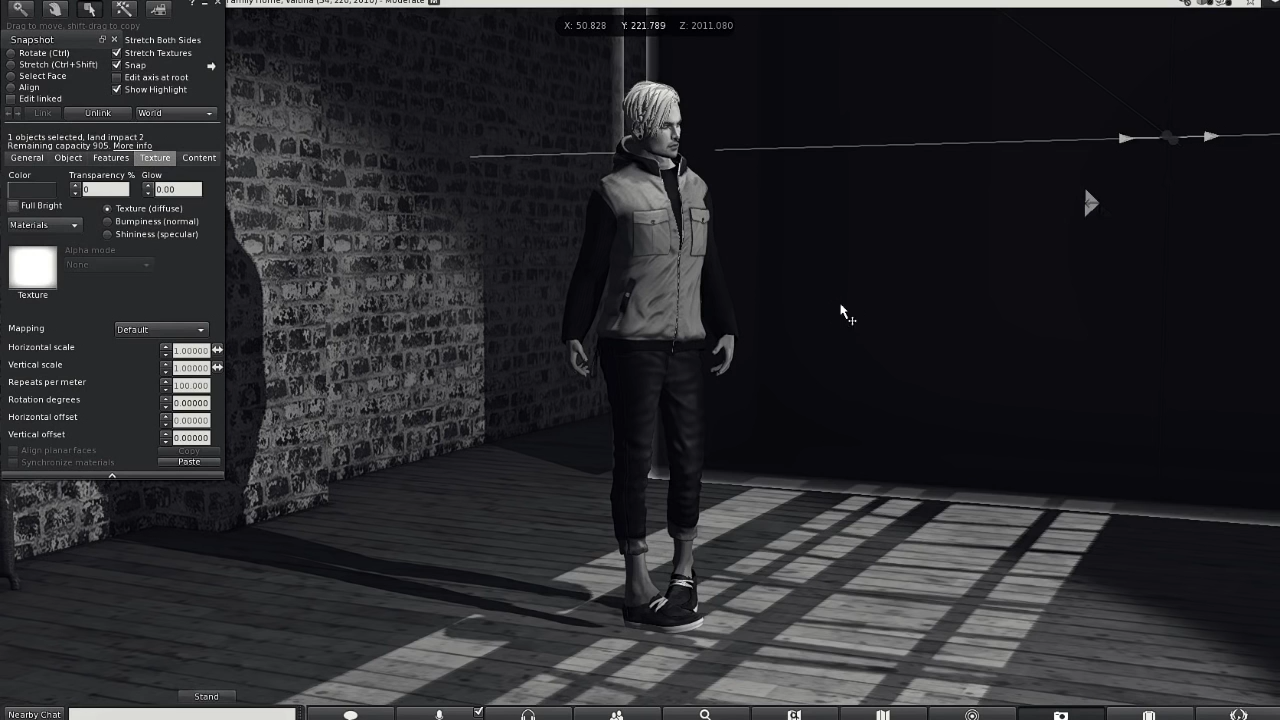 Family Home, Valtina (54, 220, 2010) - Moderate M
? _ x
X: 50.828 Y: 221.789 Z: 2011.080
Drag to move, shift-drag to copy
Snapshot
Stretch Both Sides
Rotate (Ctrl)
Stretch Textures
Stretch (Ctrl+Shift)
Snap
Select Face
Edit axis at root
Align
Show Highlight
Edit linked
Link Unlink World
1 objects selected, land impact 2
Remaining capacity 905. More info
General Object Features Texture Content
Color Transparency % Glow
0 0.00
Full Bright
Texture (diffuse)
Materials
Bumpiness (normal)
Shininess (specular)
Alpha mode
None
Texture
Mapping Default
Horizontal scale 1.00000
Vertical scale 1.00000
Repeats per meter 100.000
Rotation degrees 0.00000
Horizontal offset 0.00000
Vertical offset 0.00000
Align planar faces Copy
Synchronize materials Paste
Stand
Nearby Chat